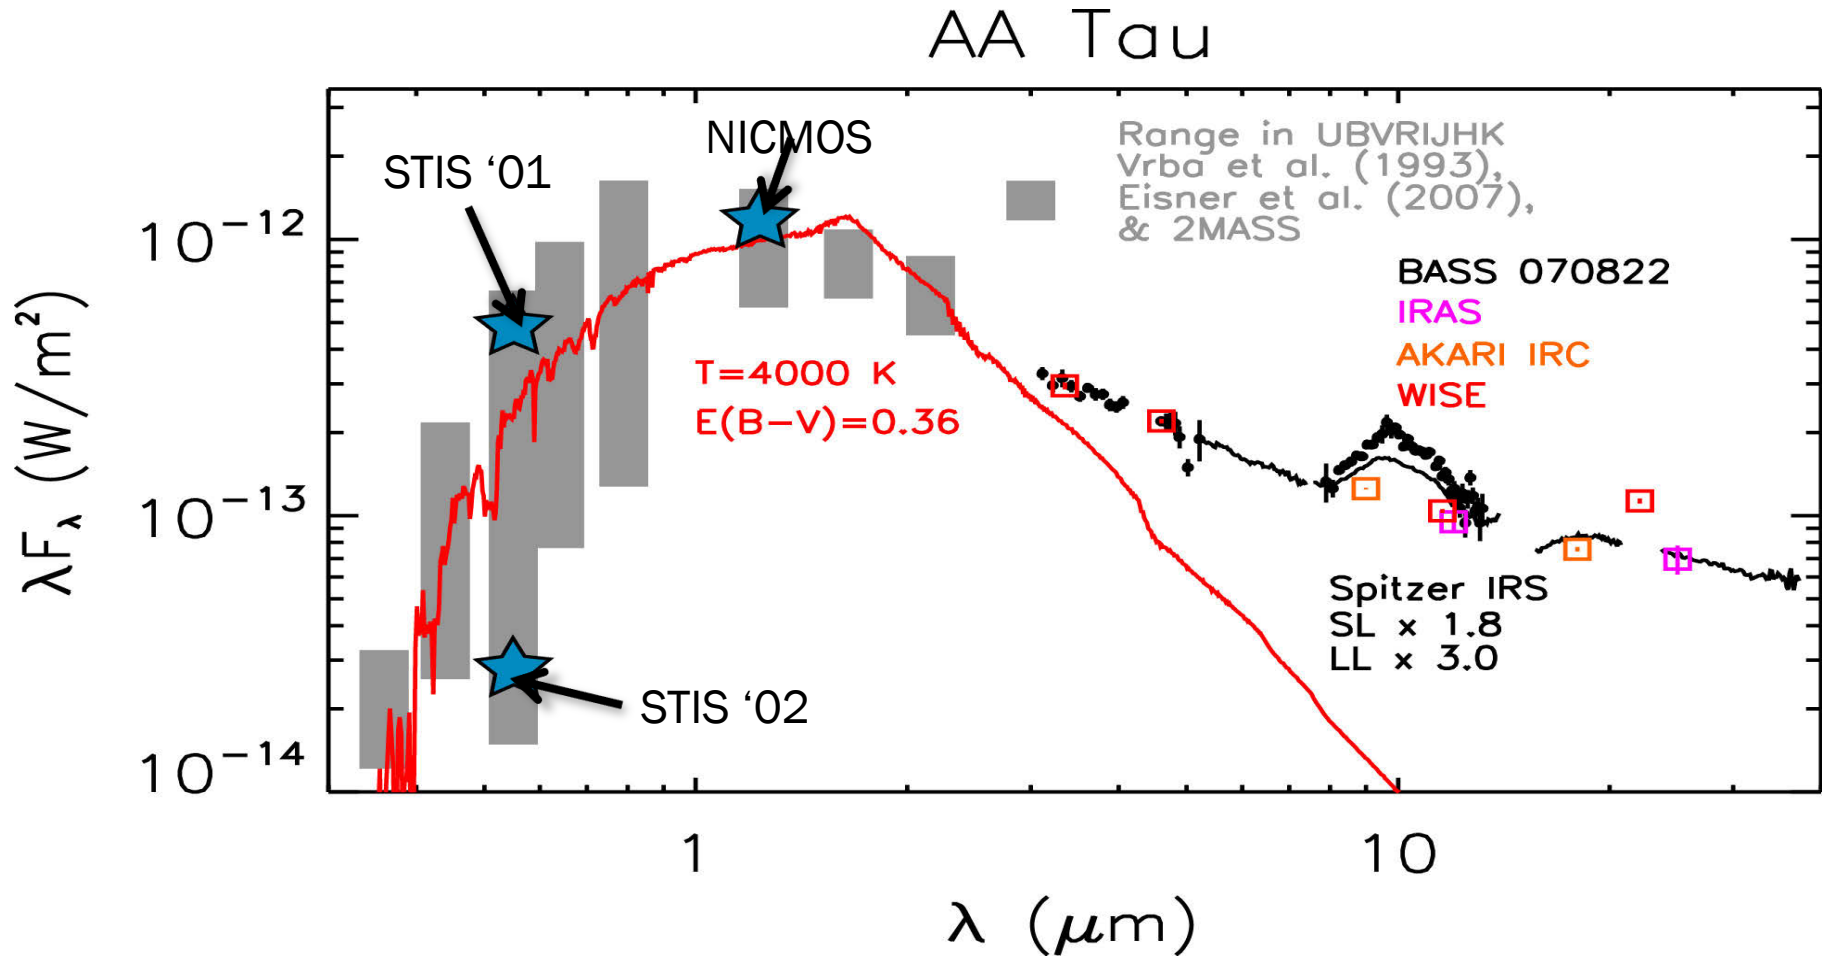 AA Tau
NICMOS
STIS ‘01
Range in UBVRIJHK
Vrba et al. (1993),
Eisner et al. (2007),
& 2MASS
BASS 070822
IRAS
AKARI IRC
WISE
T=4000 K
E(B−V)=0.36
Spitzer IRS
SL x 1.8
LL x 3.0
STIS ‘02
10⁻¹²
10⁻¹³
10⁻¹⁴
λFλ (W/m²)
1
10
λ (μm)